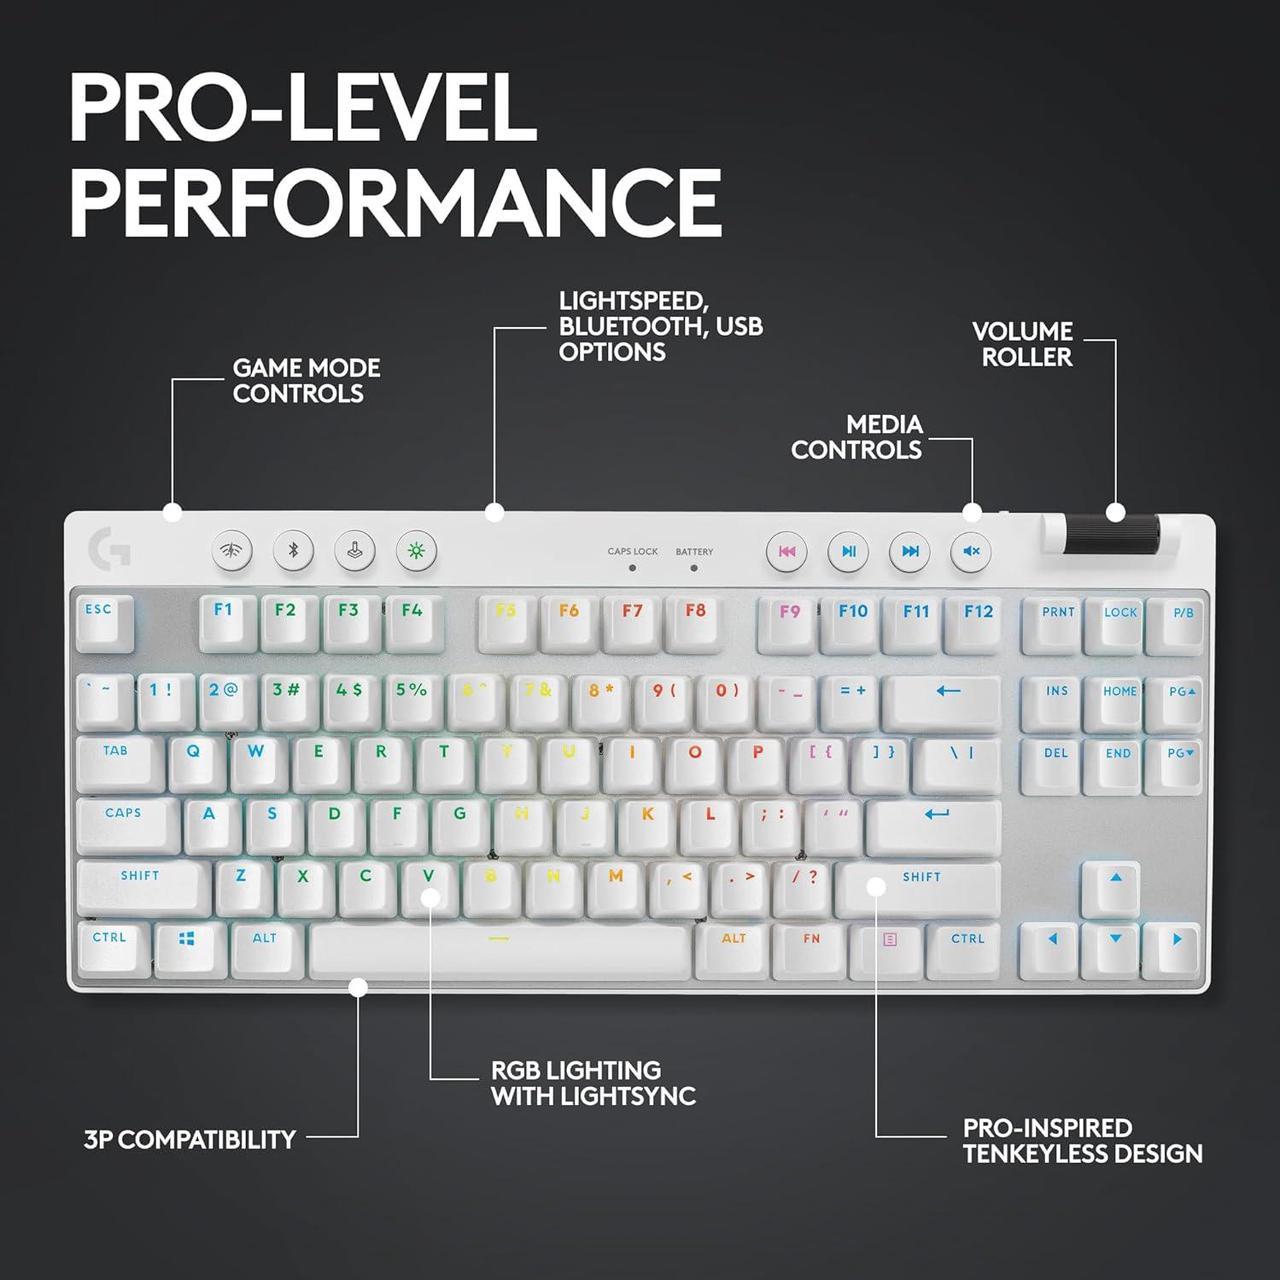 PRO-LEVEL
PERFORMANCE
LIGHTSPEED,
BLUETOOTH, USB
OPTIONS
VOLUME
ROLLER
GAME MODE
CONTROLS
MEDIA
CONTROLS
G
CAPS LOCK BATTERY
ESC F1 F2 F3 F4 F5 F6 F7 F8 F9 F10 F11 F12 PRNT LOCK P/B
` ~ 1 ! 2 @ 3 # 4 $ 5 % 6 ^ 7 & 8 * 9 ( 0 ) - _ = + ← INS HOME PG▲
TAB Q W E R T Y U I O P [ { ] } \ | DEL END PG▼
CAPS A S D F G H J K L ; : ' " ↵
SHIFT Z X C V B N M , < . > / ? SHIFT ▲
CTRL ALT — ALT FN CTRL ◀ ▼ ▶
RGB LIGHTING
WITH LIGHTSYNC
3P COMPATIBILITY
PRO-INSPIRED
TENKEYLESS DESIGN